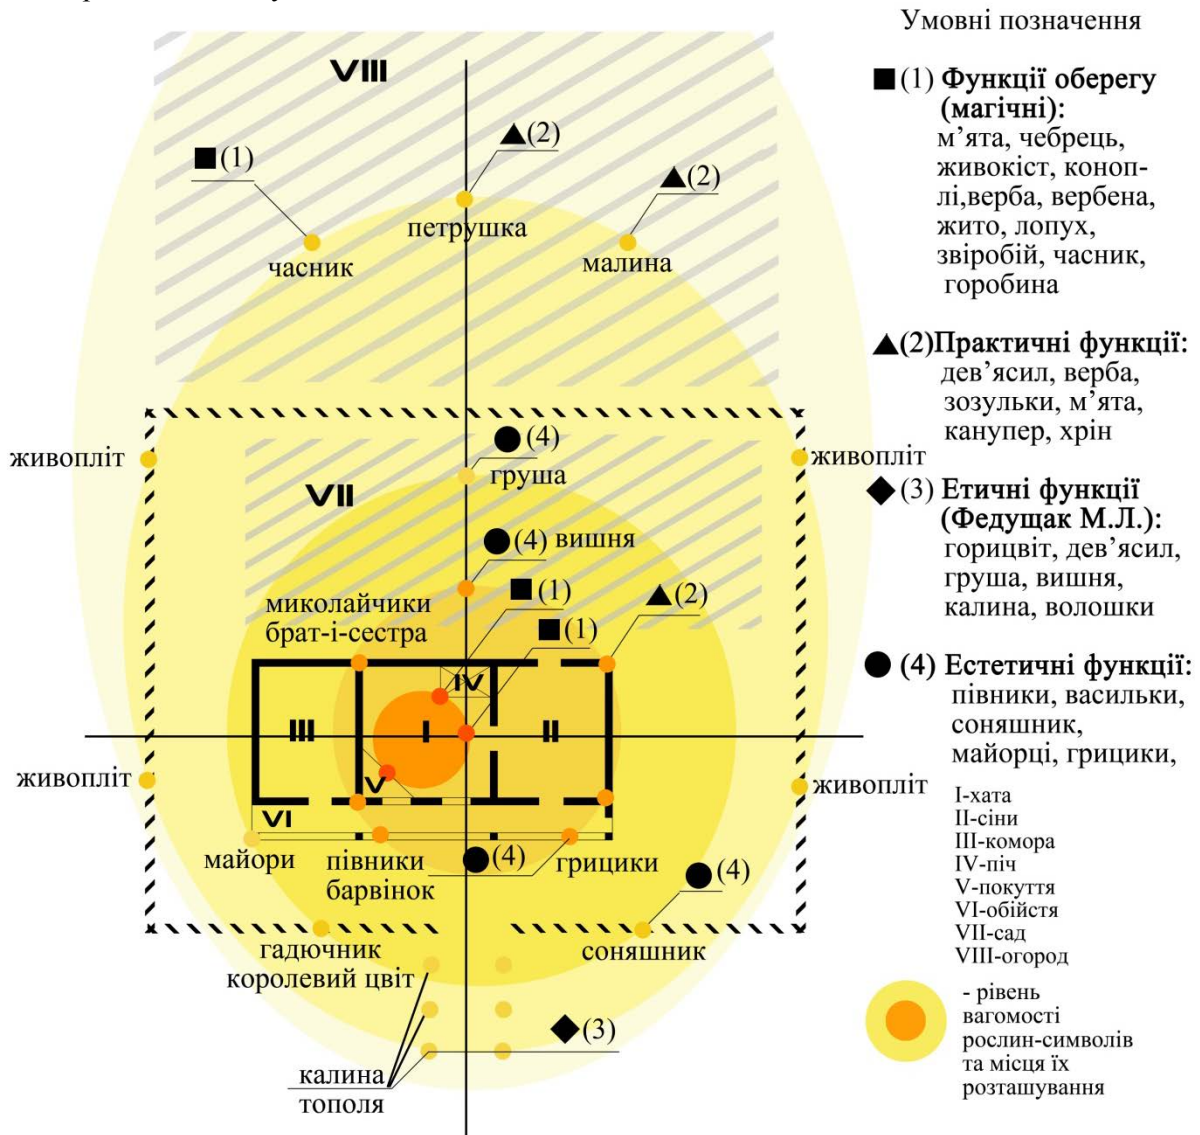 Умовні позначення
VIII
■(1)
▲(2)
▲(2)
петрушка
часник
малина
живопліт
живопліт
●(4)
груша
VII
●(4) вишня
■(1)
■(1)
▲(2)
миколайчики
брат-і-сестра
IV
III
I
II
V
живопліт
живопліт
VI
майори
півники
барвінок
●(4)
грицики
●(4)
гадючник
королевий цвіт
соняшник
◆(3)
калина
тополя
■(1) Функції оберегу
(магічні):
м’ята, чебрець,
живокіст, коноп-
лі,верба, вербена,
жито, лопух,
звіробій, часник,
горобина
▲(2)Практичні функції:
дев’ясил, верба,
зозульки, м’ята,
канупер, хрін
◆(3) Етичні функції
(Федущак М.Л.):
горицвіт, дев’ясил,
груша, вишня,
калина, волошки
●(4) Естетичні функції:
півники, васильки,
соняшник,
майорці, грицики,
I-хата
II-сіни
III-комора
IV-піч
V-покуття
VI-обійстя
VII-сад
VIII-огород
- рівень
вагомості
рослин-символів
та місця їх
розташування